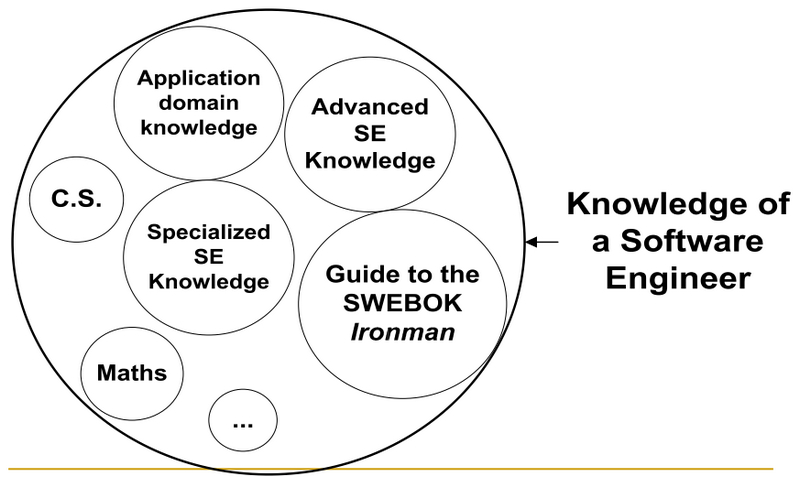 Application
domain
knowledge
Advanced
SE
Knowledge
C.S.
Specialized
SE
Knowledge
Guide to the
SWEBOK
Ironman
Maths
...
Knowledge of
a Software
Engineer